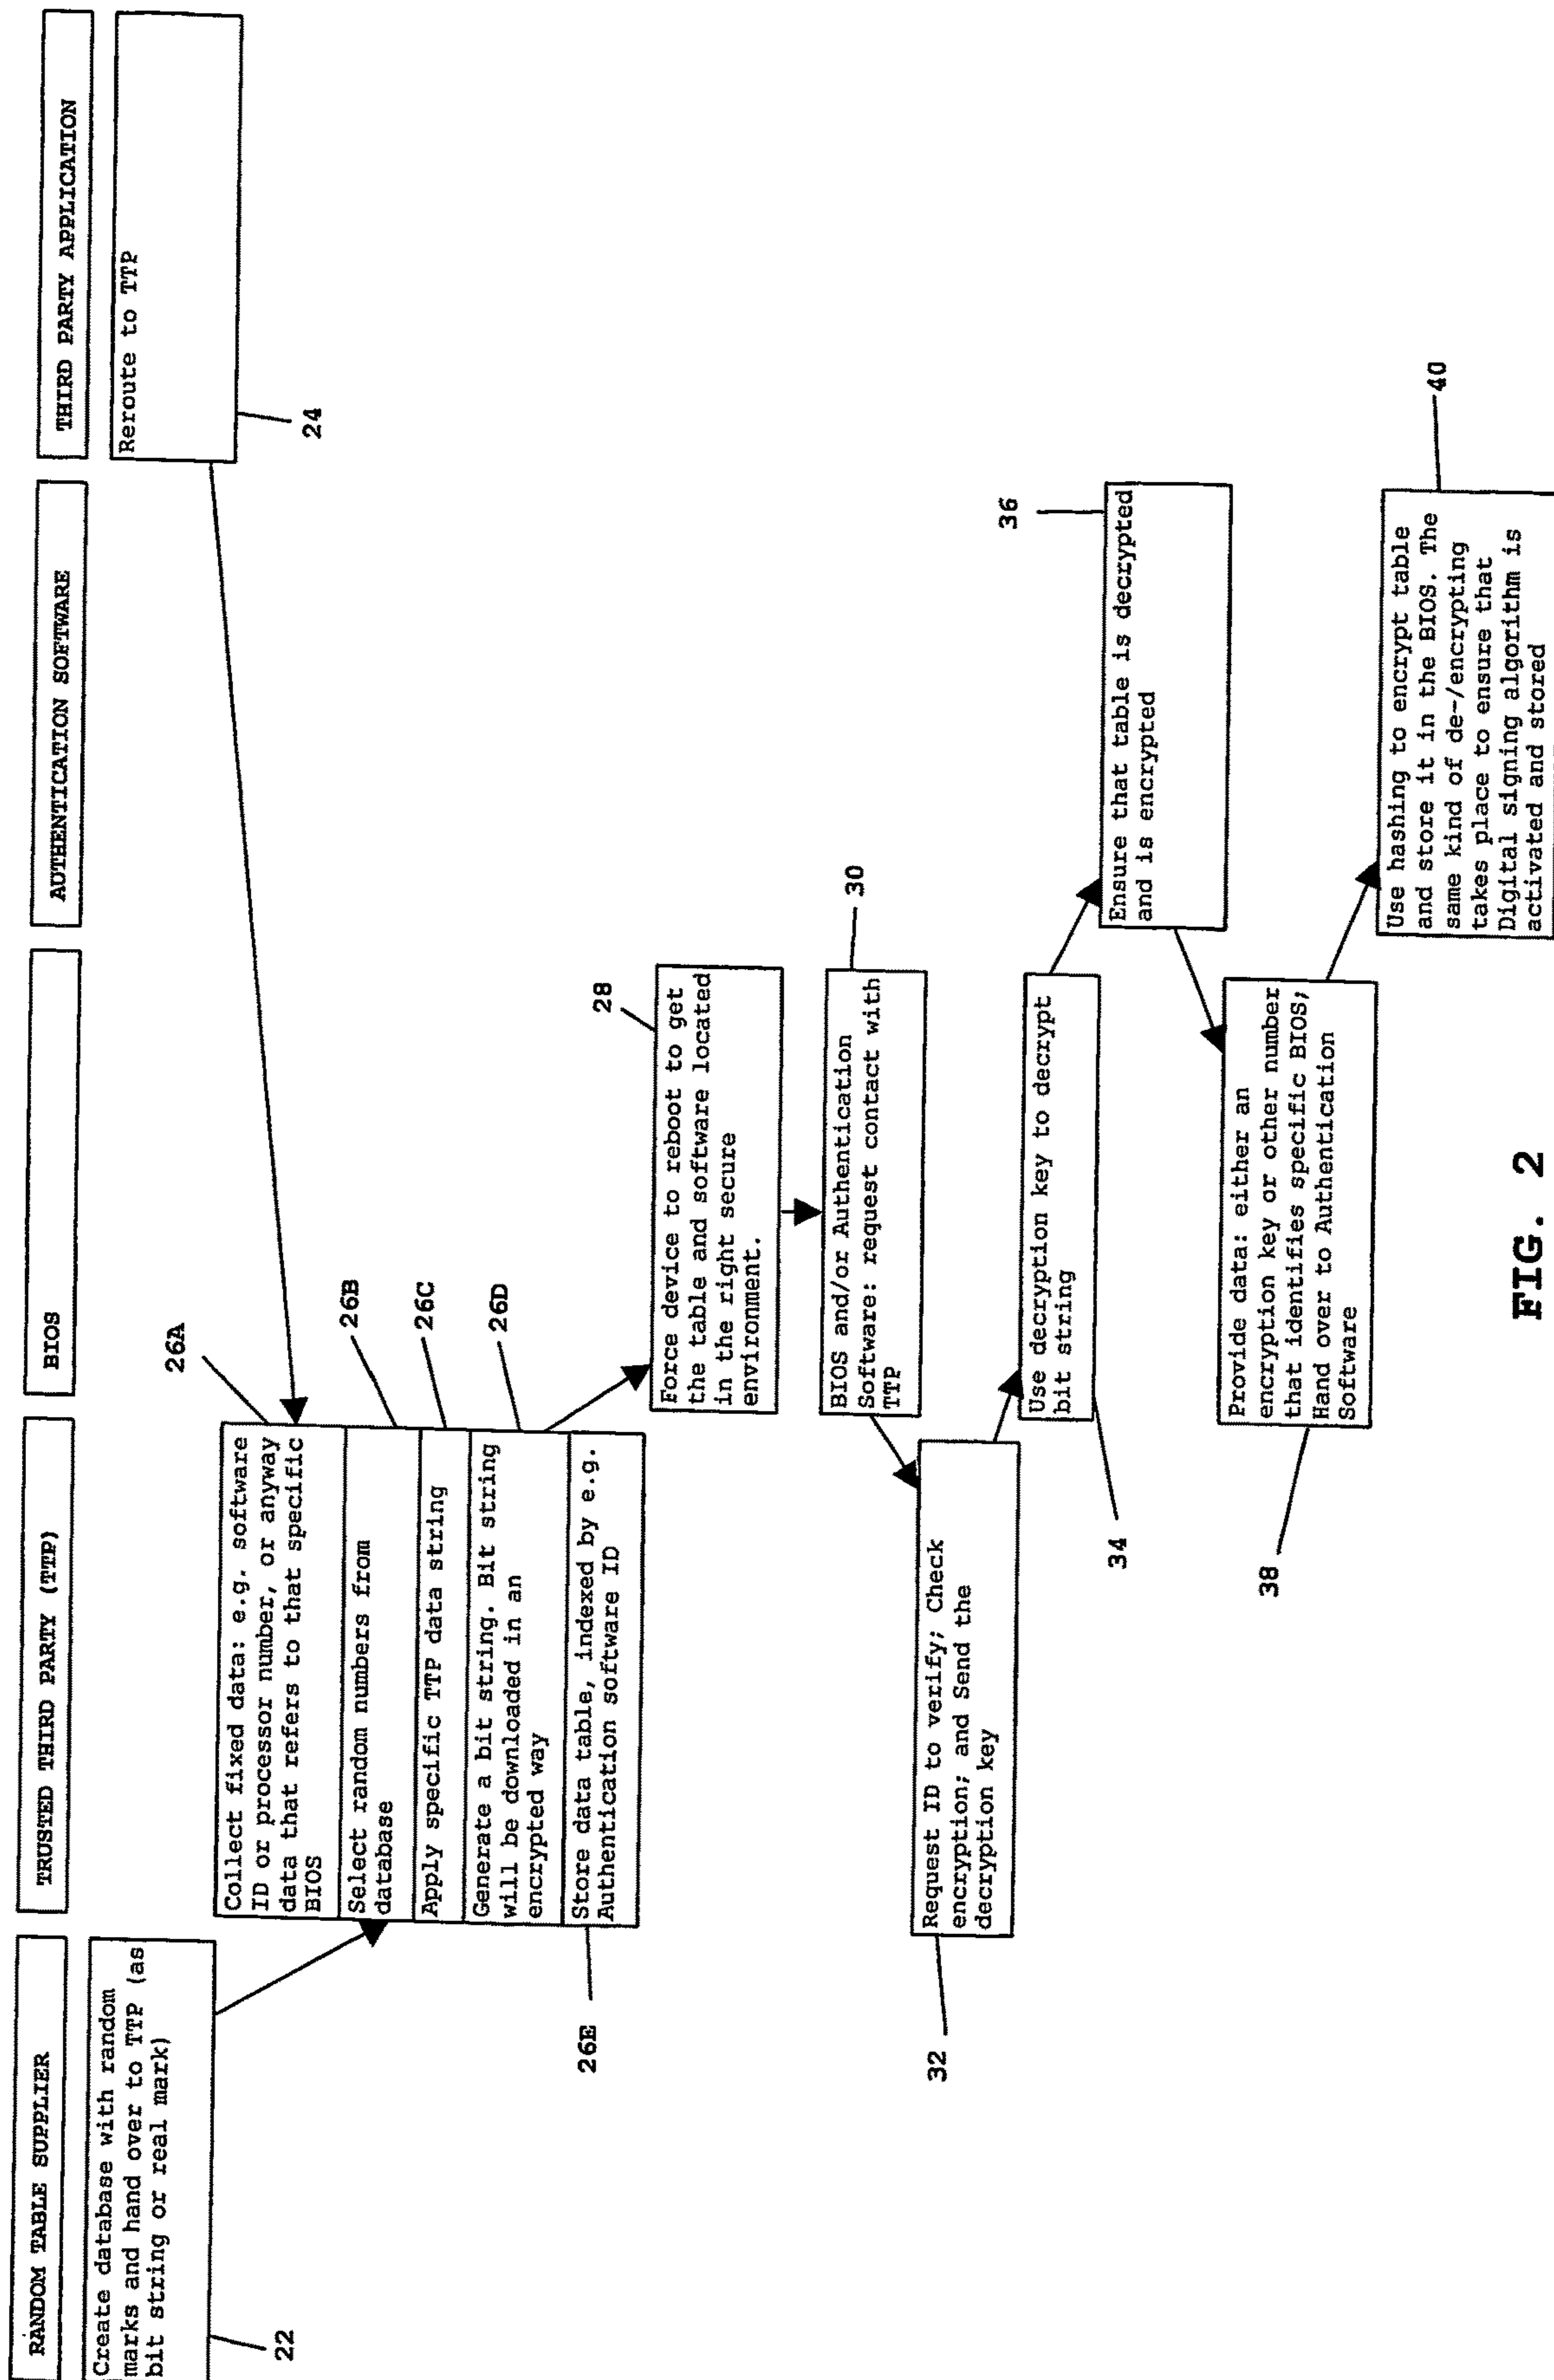 RANDOM TABLE SUPPLIER
TRUSTED THIRD PARTY (TTP)
BIOS
AUTHENTICATION SOFTWARE
THIRD PARTY APPLICATION
Create database with random
marks and hand over to TTP (as
bit string or real mark)
22
Reroute to TTP
24
26A
Collect fixed data: e.g. software
ID or processor number, or anyway
data that refers to that specific
BIOS
26B
Select random numbers from
database
26C
Apply specific TTP data string
26D
Generate a bit string. Bit string
will be downloaded in an
encrypted way
Store data table, indexed by e.g.
Authentication software ID
26E
28
Force device to reboot to get
the table and software located
in the right secure
environment.
30
BIOS and/or Authentication
Software: request contact with
TTP
Request ID to verify; Check
encryption; and Send the
decryption key
32
Use decryption key to decrypt
bit string
34
36
Ensure that table is decrypted
and is encrypted
Provide data: either an
encryption key or other number
that identifies specific BIOS;
Hand over to Authentication
Software
38
40
Use hashing to encrypt table
and store it in the BIOS. The
same kind of de-/encrypting
takes place to ensure that
Digital signing algorithm is
activated and stored
FIG. 2